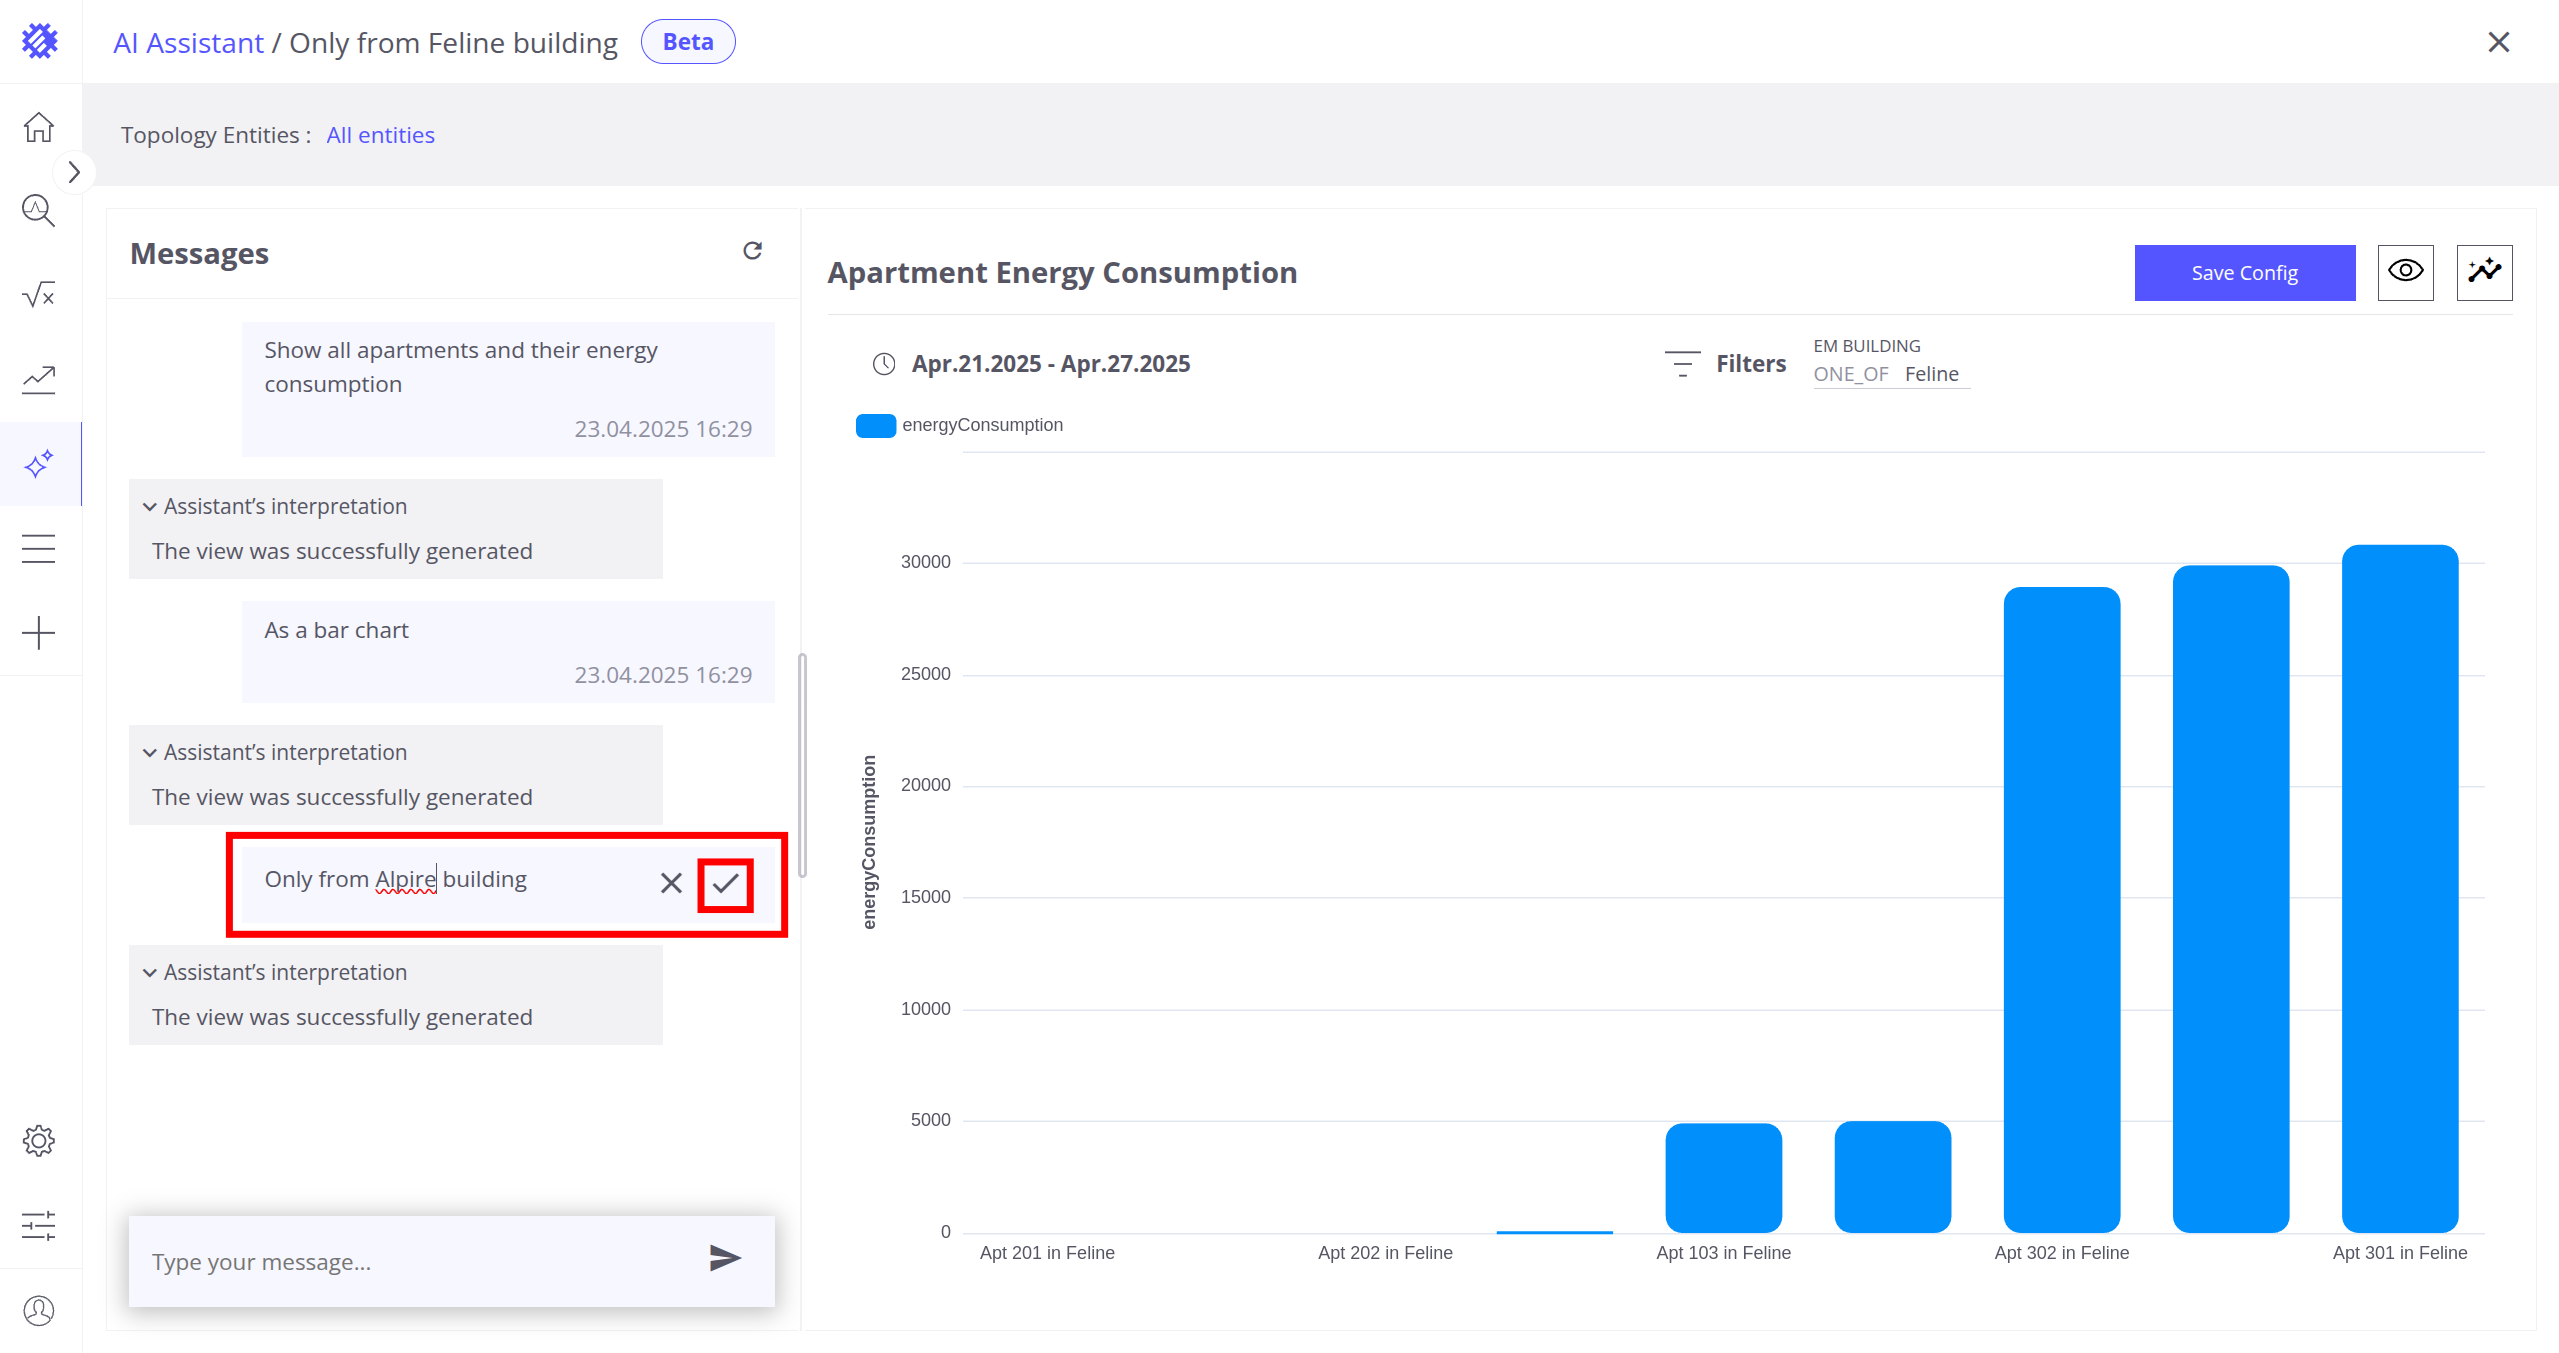 AI Assistant / Only from Feline building
Beta
Topology Entities : All entities
Messages
Show all apartments and their energy
consumption
23.04.2025 16:29
Assistant's interpretation
The view was successfully generated
As a bar chart
23.04.2025 16:29
Assistant's interpretation
The view was successfully generated
Only from Alpire building
Assistant's interpretation
The view was successfully generated
Type your message...
Apartment Energy Consumption
Save Config
Apr.21.2025 - Apr.27.2025
Filters
EM BUILDING
ONE_OF Feline
energyConsumption
energyConsumption
30000
25000
20000
15000
10000
5000
0
Apt 201 in Feline
Apt 202 in Feline
Apt 103 in Feline
Apt 302 in Feline
Apt 301 in Feline